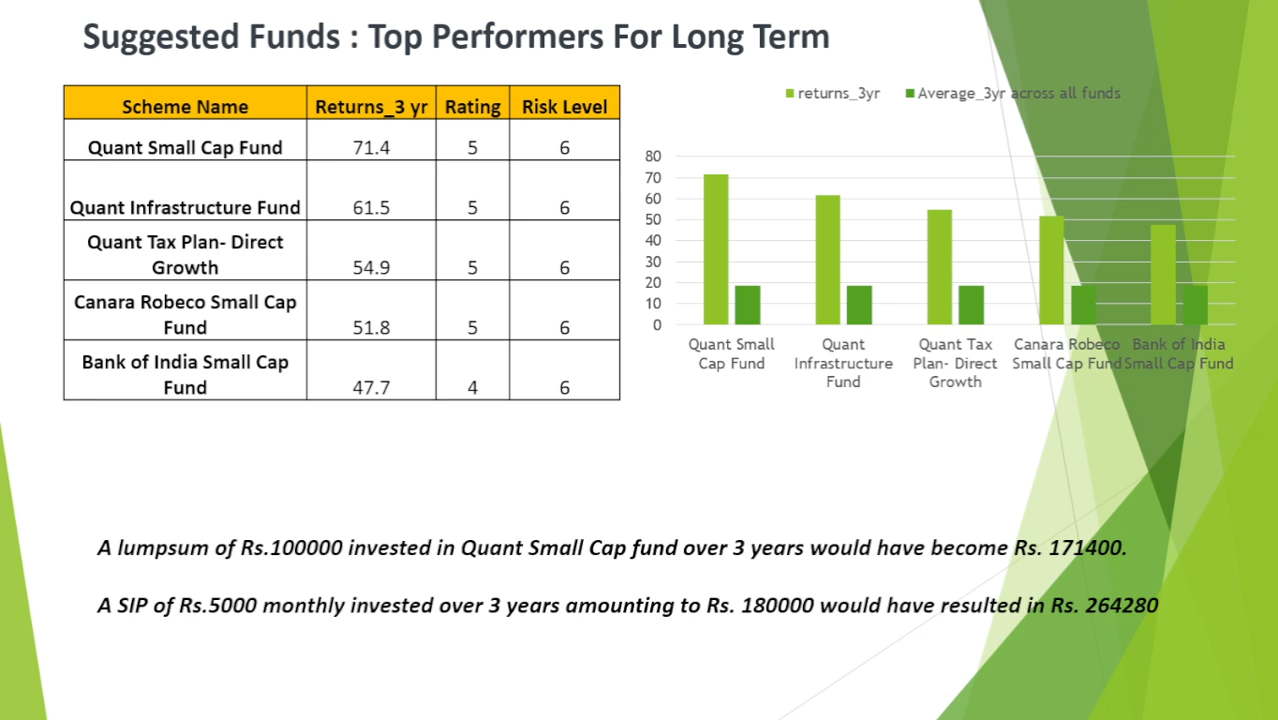 Suggested Funds : Top Performers For Long Term
Scheme Name Returns_3 yr Rating Risk Level
Quant Small Cap Fund 71.4 5 6
Quant Infrastructure Fund 61.5 5 6
Quant Tax Plan- Direct
Growth 54.9 5 6
Canara Robeco Small Cap
Fund 51.8 5 6
Bank of India Small Cap
Fund 47.7 4 6
returns_3yr Average_3yr across all funds
80
70
60
50
40
30
20
10
0
Quant Small Quant Quant Tax Canara Robeco Bank of India
Cap Fund Infrastructure Plan- Direct Small Cap Fund Small Cap Fund
Fund Growth
A lumpsum of Rs.100000 invested in Quant Small Cap fund over 3 years would have become Rs. 171400.
A SIP of Rs.5000 monthly invested over 3 years amounting to Rs. 180000 would have resulted in Rs. 264280